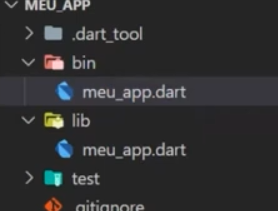 MEU_APP
.dart_tool
bin
meu_app.dart
lib
meu_app.dart
test
.gitignore